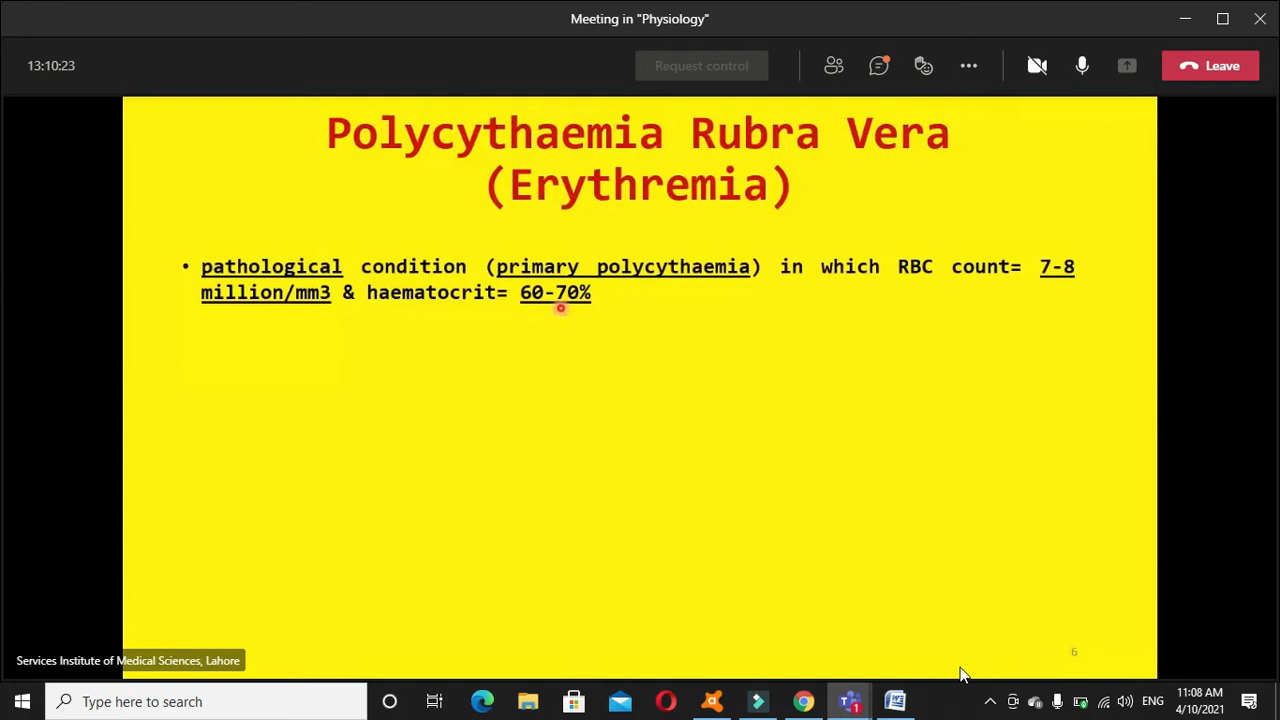 Meeting in "Physiology"
13:10:23
Request control
Leave
Polycythaemia Rubra Vera
(Erythremia)
• pathological condition (primary polycythaemia) in which RBC count= 7-8
million/mm3 & haematocrit= 60-70%
6
Services Institute of Medical Sciences, Lahore
Type here to search
1
ENG
11:08 AM
4/10/2021